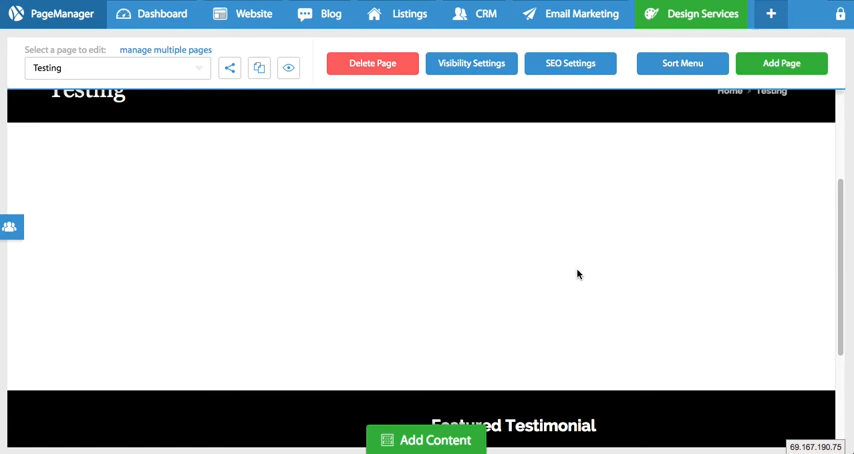 PageManager Dashboard Website Blog Listings CRM Email Marketing Design Services +
Select a page to edit: manage multiple pages
Testing
Delete Page Visibility Settings SEO Settings Sort Menu Add Page
Testing
Home > Testing
Featured Testimonial
Add Content
69.167.190.75